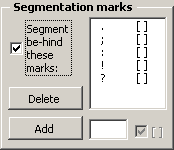 Segmentation marks
Segment
be-hind
these
marks:
. [ ]
; [ ]
: [ ]
! [ ]
? [ ]
Delete
Add
[ ]